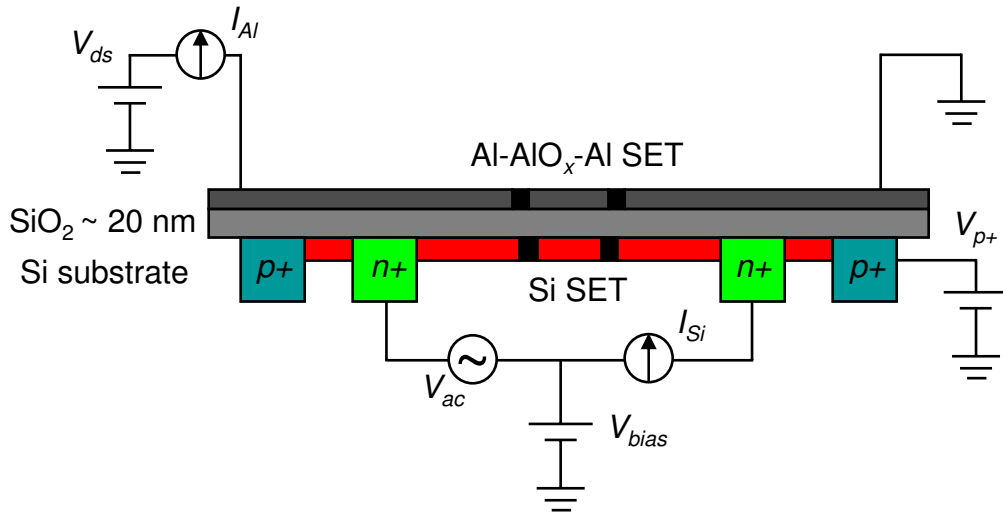 I_Al
V_ds
Al-AlO_x-Al SET
SiO₂ ~ 20 nm
V_p+
p+ n+ n+ p+
Si substrate
Si SET
I_Si
~
V_ac
V_bias